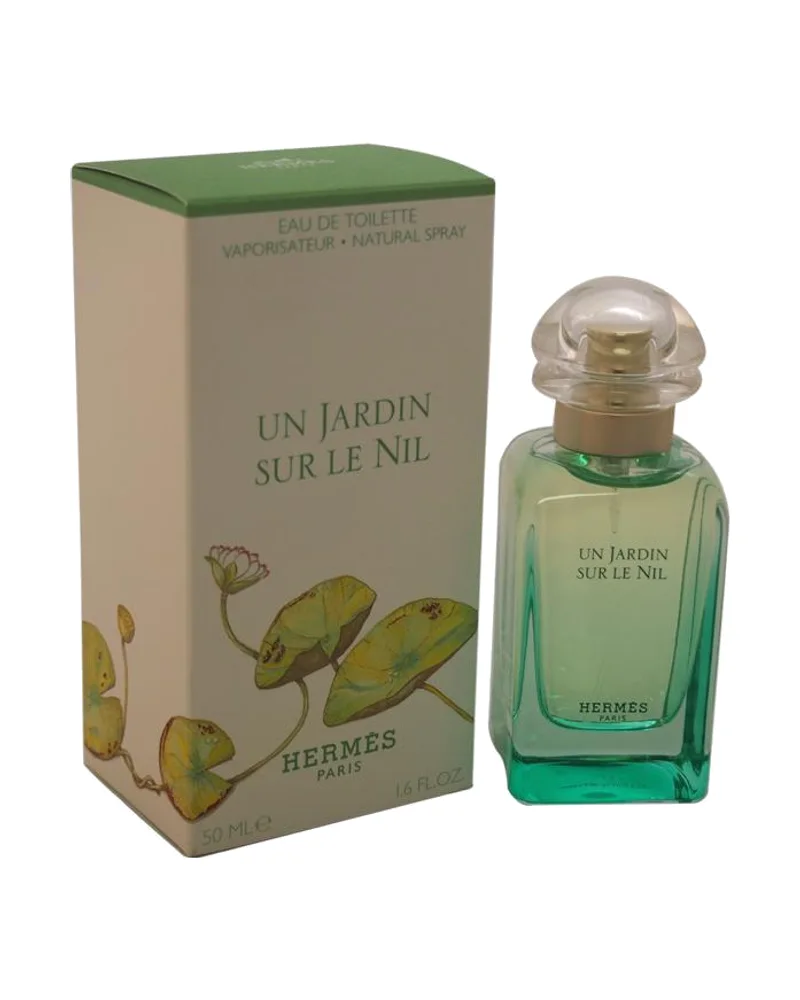 EAU DE TOILETTE
VAPORISATEUR • NATURAL SPRAY
UN JARDIN
SUR LE NIL
HERMÈS
PARIS
50 ML℮
1.6 FL.OZ
UN JARDIN
SUR LE NIL
HERMÈS
PARIS